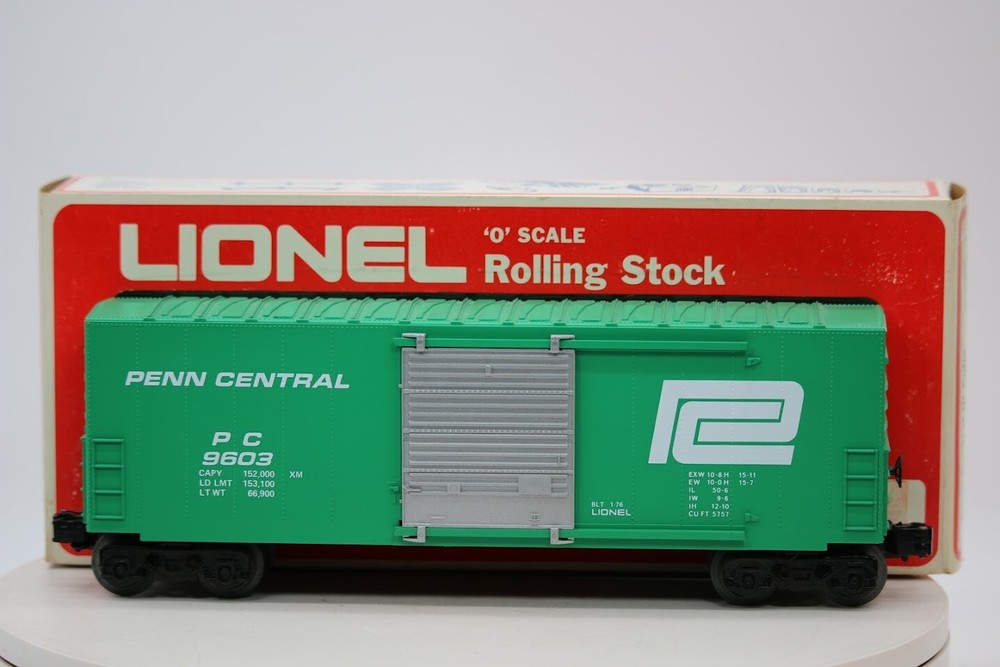 LIONEL
'O' SCALE
Rolling Stock
PENN CENTRAL
P C
9603
CAPY 152,000 XM
LD LMT 153,100
LT WT 66,900
PC
BLT 1-76
LIONEL
EXW 10-8 H 15-11
EW 10-0 H 15-7
IL 50-6
IW 9-6
IH 12-10
CU FT 5757